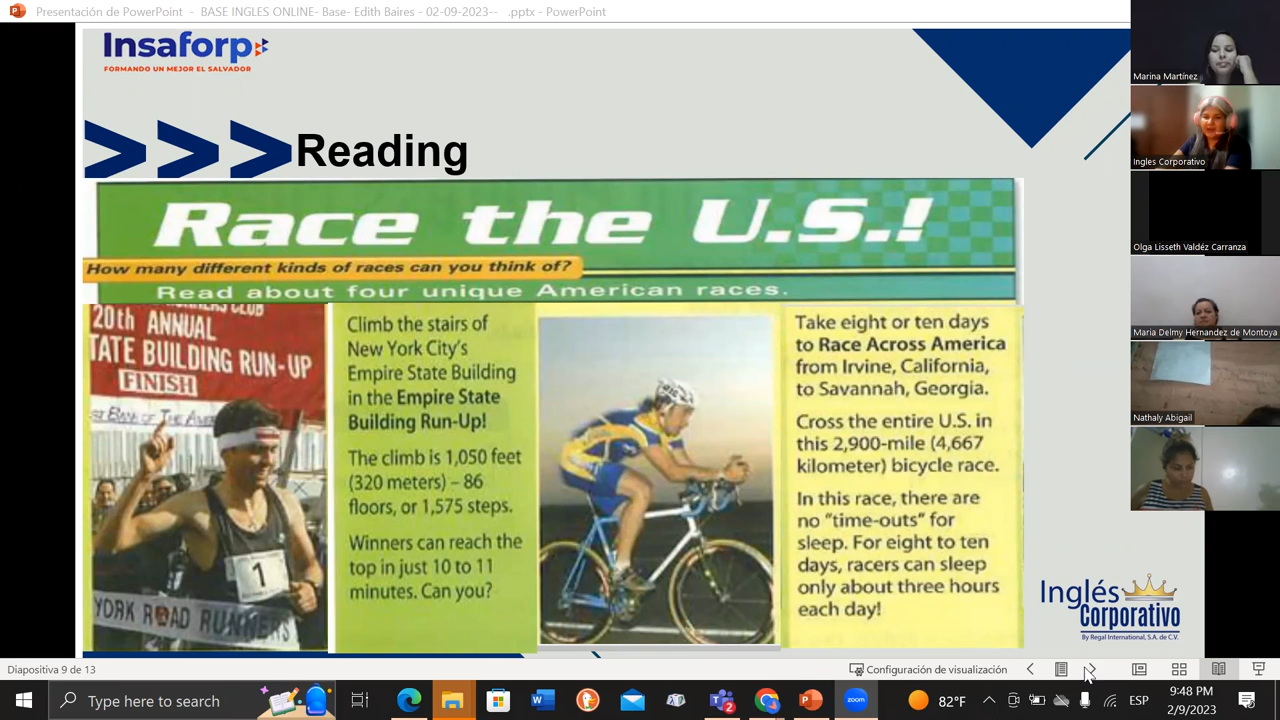 Presentación de PowerPoint - BASE INGLES ONLINE- Base- Edith Baires - 02-09-2023-- .pptx - PowerPoint
Insaforp
FORMANDO UN MEJOR EL SALVADOR
>>>Reading
Race the U.S.!
How many different kinds of races can you think of?
Read about four unique American races.
20th ANNUAL
TATE BUILDING RUN-UP
FINISH
1
YORK ROAD RUNNERS
Climb the stairs of
New York City's
Empire State Building
in the Empire State
Building Run-Up!
The climb is 1,050 feet
(320 meters) – 86
floors, or 1,575 steps.
Winners can reach the
top in just 10 to 11
minutes. Can you?
Take eight or ten days
to Race Across America
from Irvine, California,
to Savannah, Georgia.
Cross the entire U.S. in
this 2,900-mile (4,667
kilometer) bicycle race.
In this race, there are
no "time-outs" for
sleep. For eight to ten
days, racers can sleep
only about three hours
each day!
Inglés
Corporativo
By Regal International, S.A. de C.V.
Marina Martínez
Ingles Corporativo
Olga Lisseth Valdéz Carranza
Maria Delmy Hernandez de Montoya
Nathaly Abigail
Diapositiva 9 de 13
Configuración de visualización
Type here to search
zoom
82°F
ESP
9:48 PM
2/9/2023